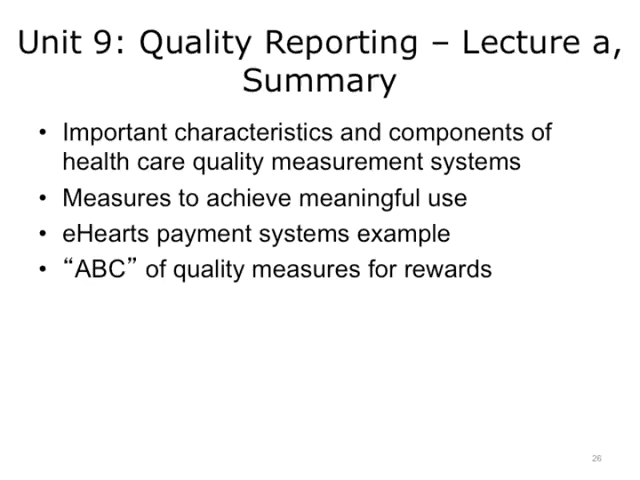 Unit 9: Quality Reporting – Lecture a,
Summary
• Important characteristics and components of
health care quality measurement systems
• Measures to achieve meaningful use
• eHearts payment systems example
• “ABC” of quality measures for rewards
26